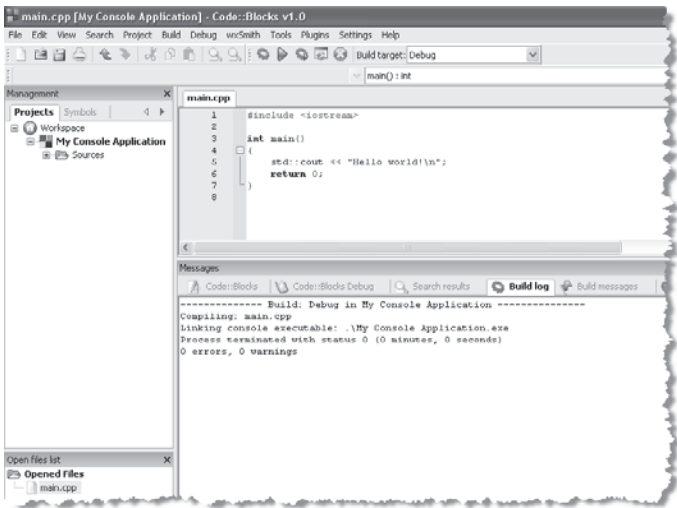 main.cpp [My Console Application] - Code::Blocks v1.0
File Edit View Search Project Build Debug wxSmith Tools Plugins Settings Help
Build target: Debug
main() : int
Management
main.cpp
Projects Symbols
Workspace
My Console Application
Sources
1 #include <iostream>
2
3 int main()
4 {
5 std::cout << "Hello world!\n";
6 return 0;
7 }
8
Messages
Code::Blocks Code::Blocks Debug Search results Build log Build messages
-------------- Build: Debug in My Console Application ---------------
Compiling: main.cpp
Linking console executable: .\My Console Application.exe
Process terminated with status 0 (0 minutes, 0 seconds)
0 errors, 0 warnings
Open files list
Opened Files
main.cpp